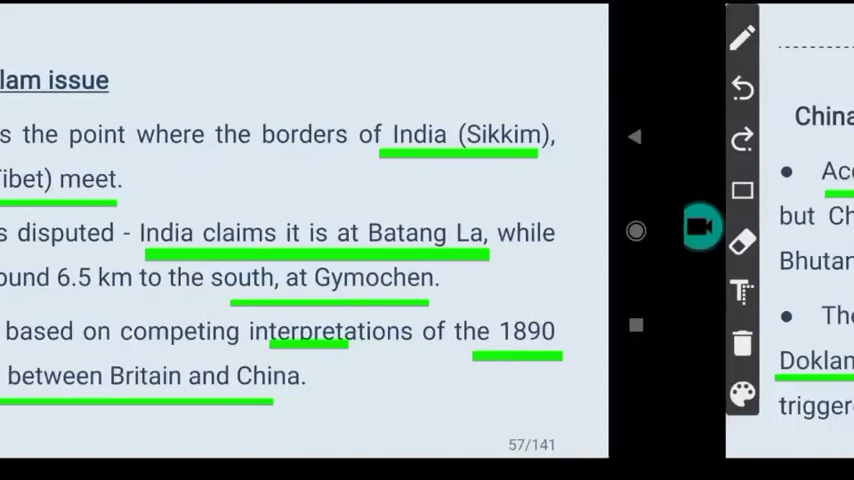 lam issue
s the point where the borders of India (Sikkim),
Tibet) meet.
s disputed - India claims it is at Batang La, while
ound 6.5 km to the south, at Gymochen.
based on competing interpretations of the 1890
between Britain and China.
57/141
China
Acc
but Ch
Bhutan
The
Doklan
triggere